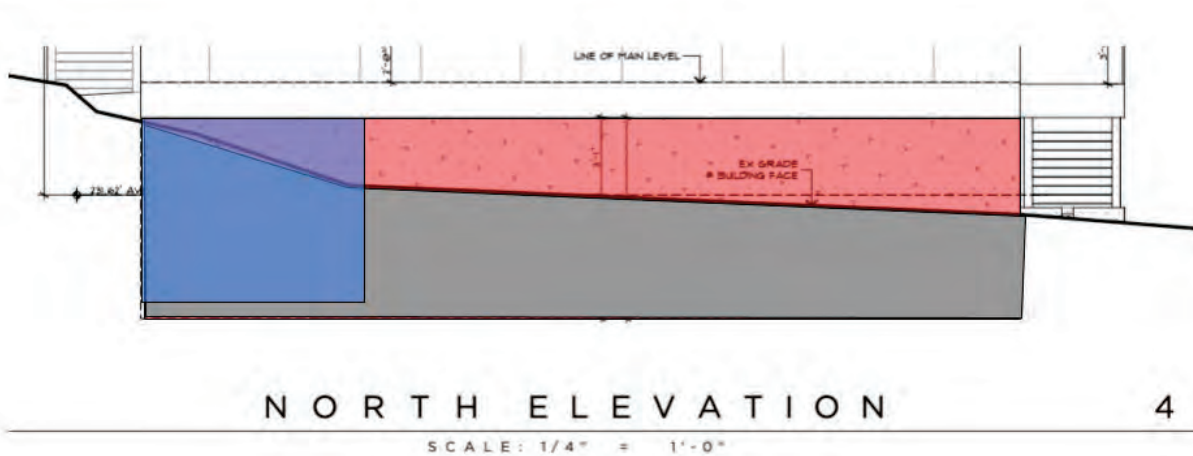 LINE OF MAIN LEVEL
EX GRADE
@ BUILDING FACE
NORTH ELEVATION
4
SCALE: 1/4" = 1'-0"